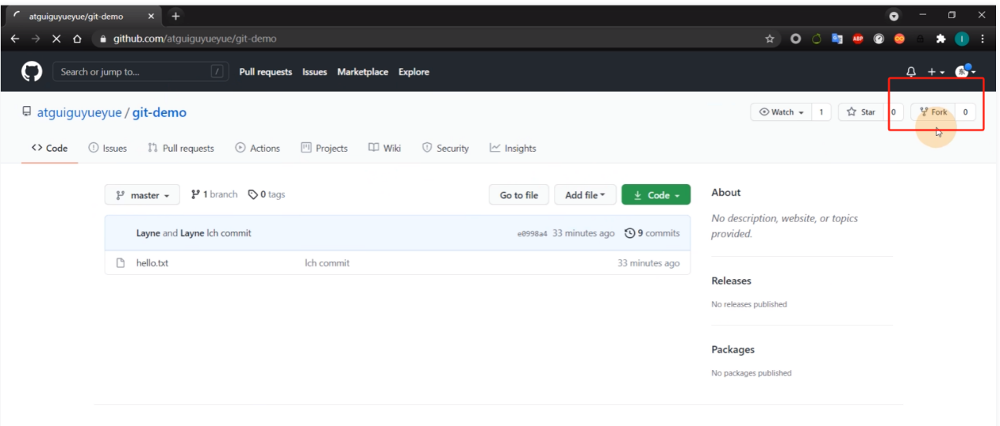 atguiguyueyue/git-demo
github.com/atguiguyueyue/git-demo
ABP
I
Search or jump to... /
Pull requests Issues Marketplace Explore
东
atguiguyueyue / git-demo
Watch 1 Star 0 Fork 0
Code Issues Pull requests Actions Projects Wiki Security Insights
master 1 branch 0 tags Go to file Add file Code
Layne and Layne lch commit e0998a4 33 minutes ago 9 commits
hello.txt lch commit 33 minutes ago
About
No description, website, or topics
provided.
Releases
No releases published
Packages
No packages published